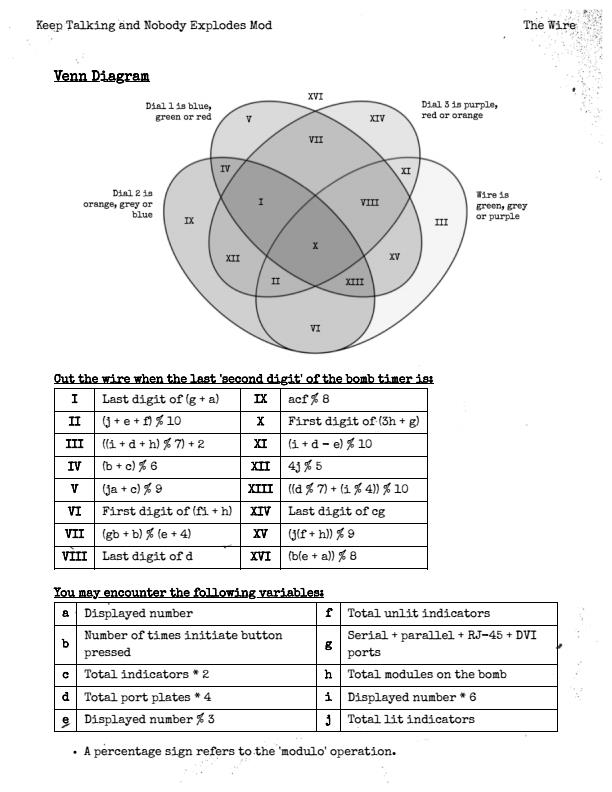 Keep Talking and Nobody Explodes Mod
The Wire
Venn Diagram
XVI
Dial 1 is blue,
green or red
Dial 3 is purple,
red or orange
V
XIV
VII
IV
XI
Dial 2 is
orange, grey or
blue
Wire is
green, grey
or purple
I
VIII
IX
III
X
XII
XV
II
XIII
VI
Cut the wire when the last 'second digit' of the bomb timer is:
I Last digit of (g + a) IX acf % 8
II (j + e + f) % 10 X First digit of (3h + g)
III ((i + d + h) % 7) + 2 XI (i + d - e) % 10
IV (b + c) % 6 XII 4j % 5
V (ja + c) % 9 XIII ((d % 7) + (i % 4)) % 10
VI First digit of (fi + h) XIV Last digit of cg
VII (gb + b) % (e + 4) XV (j(f + h)) % 9
VIII Last digit of d XVI (b(e + a)) % 8
You may encounter the following variables:
a Displayed number f Total unlit indicators
b Number of times initiate button
pressed
g Serial + parallel + RJ-45 + DVI
ports
c Total indicators * 2 h Total modules on the bomb
d Total port plates * 4 i Displayed number * 6
e Displayed number % 3 j Total lit indicators
• A percentage sign refers to the 'modulo' operation.